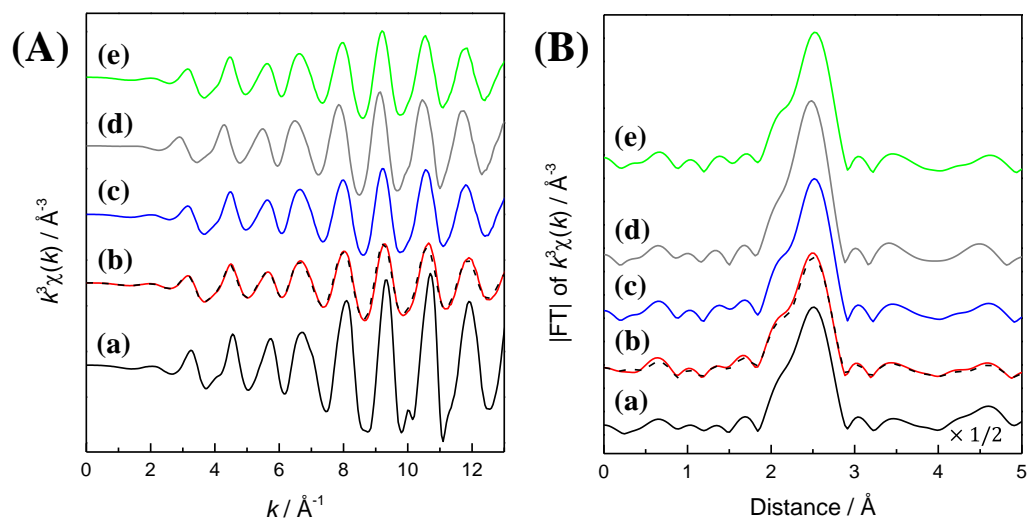 (A)
(e)
(d)
(c)
(b)
(a)
k³χ(k) / Å⁻³
0 2 4 6 8 10 12
k / Å⁻¹
(B)
(e)
(d)
(c)
(b)
(a)
× 1/2
|FT| of k³χ(k) / Å⁻³
0 1 2 3 4 5
Distance / Å